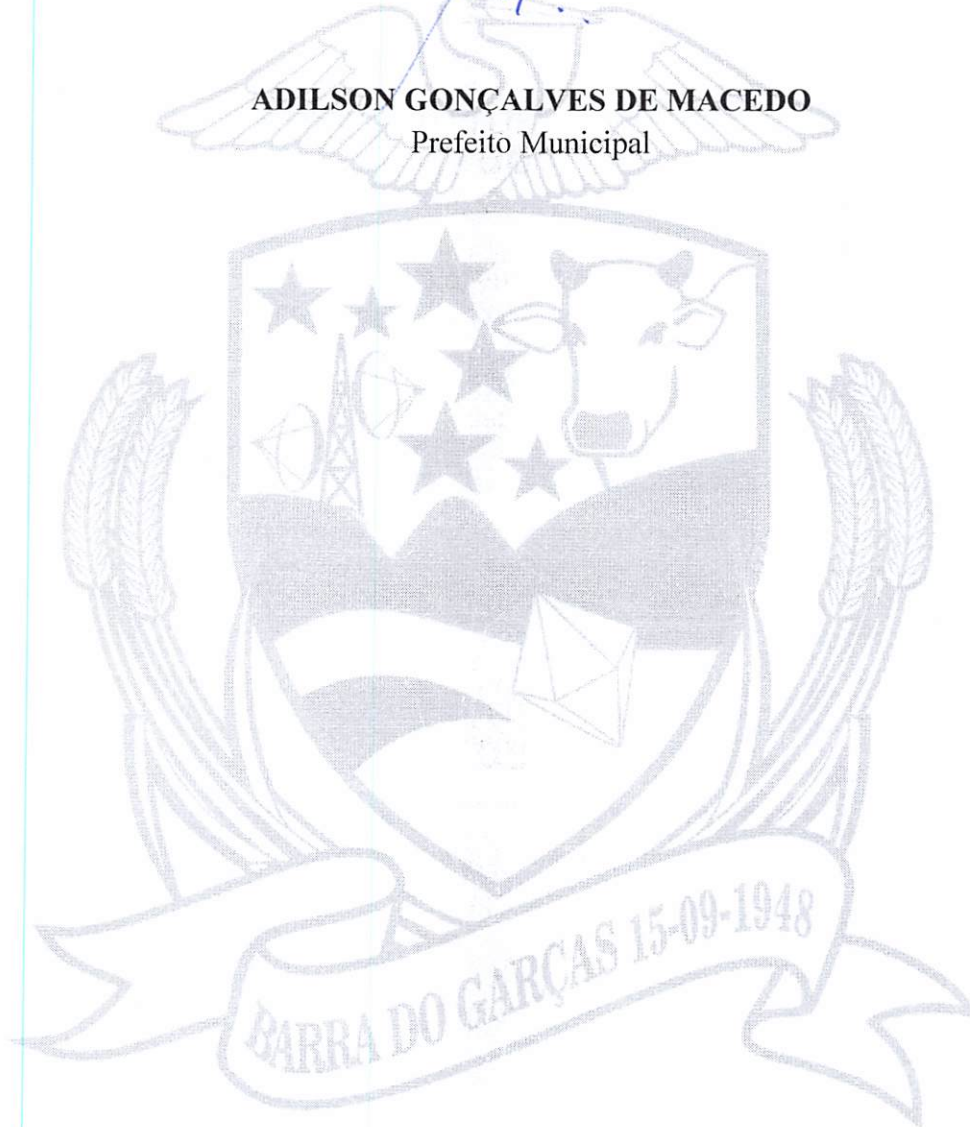 ADILSON GONÇALVES DE MACEDO
Prefeito Municipal
BARRA DO GARÇAS 15-09-1948